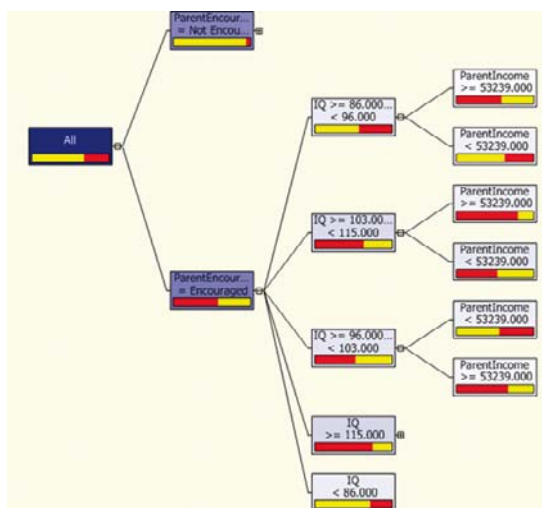 ParentEncour...
= Not Encou...
All
ParentEncour...
= Encouraged
IQ >= 86.000...
< 96.000
IQ >= 103.00...
< 115.000
IQ >= 96.000...
< 103.000
IQ
>= 115.000
IQ
< 86.000
ParentIncome
>= 53239.000
ParentIncome
< 53239.000
ParentIncome
>= 53239.000
ParentIncome
< 53239.000
ParentIncome
< 53239.000
ParentIncome
>= 53239.000